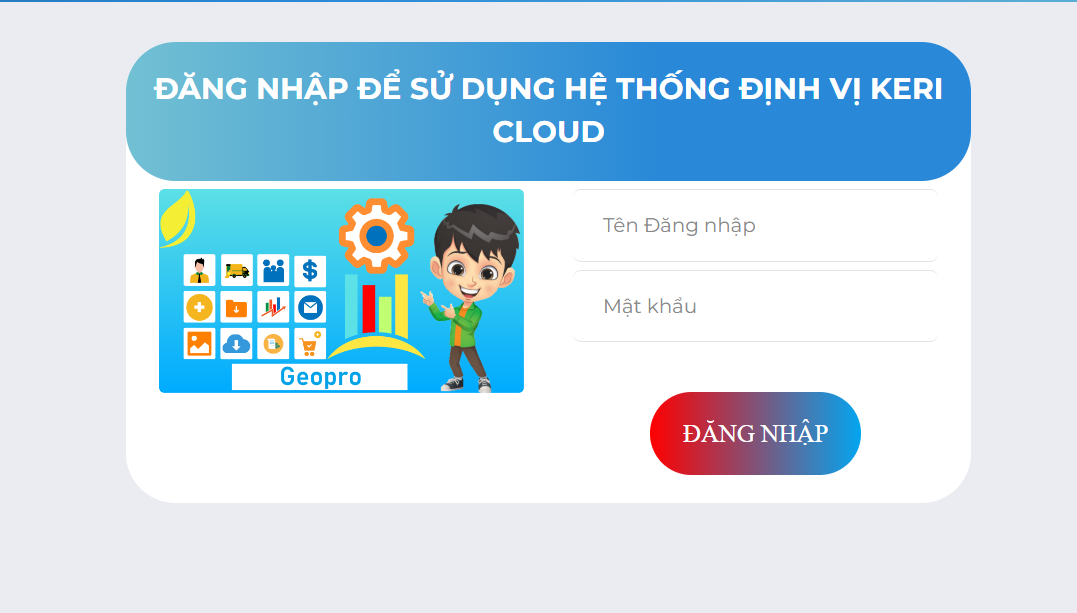 ĐĂNG NHẬP ĐỂ SỬ DỤNG HỆ THỐNG ĐỊNH VỊ KERI
CLOUD
Geopro
Tên Đăng nhập
Mật khẩu
ĐĂNG NHẬP